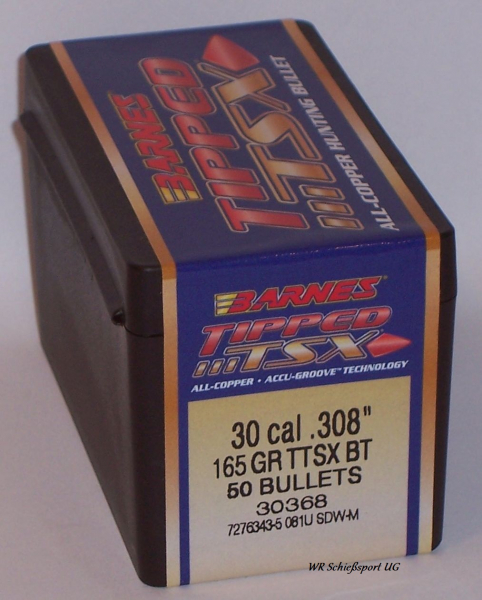 BARNES
TIPPED
TSX
ALL-COPPER HUNTING BULLET
BARNES
TIPPED
TSX
ALL-COPPER • ACCU-GROOVE™ TECHNOLOGY
30 cal .308"
165 GR TTSX BT
50 BULLETS
30368
7276343-5 081U SDW-M
WR Schießsport UG